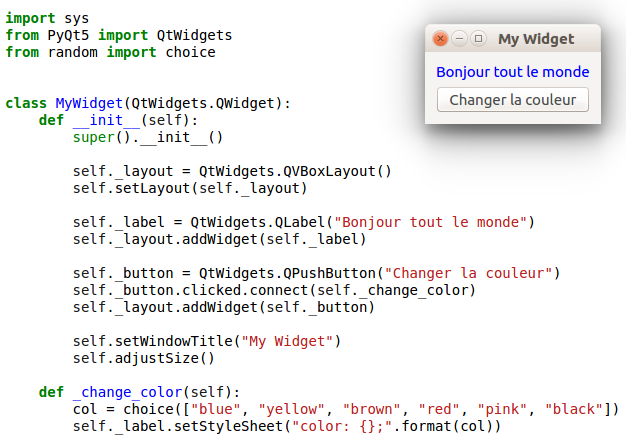 import sys
from PyQt5 import QtWidgets
from random import choice
class MyWidget(QtWidgets.QWidget):
    def __init__(self):
        super().__init__()
        self._layout = QtWidgets.QVBoxLayout()
        self.setLayout(self._layout)
        self._label = QtWidgets.QLabel("Bonjour tout le monde")
        self._layout.addWidget(self._label)
        self._button = QtWidgets.QPushButton("Changer la couleur")
        self._button.clicked.connect(self._change_color)
        self._layout.addWidget(self._button)
        self.setWindowTitle("My Widget")
        self.adjustSize()
    def _change_color(self):
        col = choice(["blue", "yellow", "brown", "red", "pink", "black"])
        self._label.setStyleSheet("color: {};".format(col))
My Widget
Bonjour tout le monde
Changer la couleur